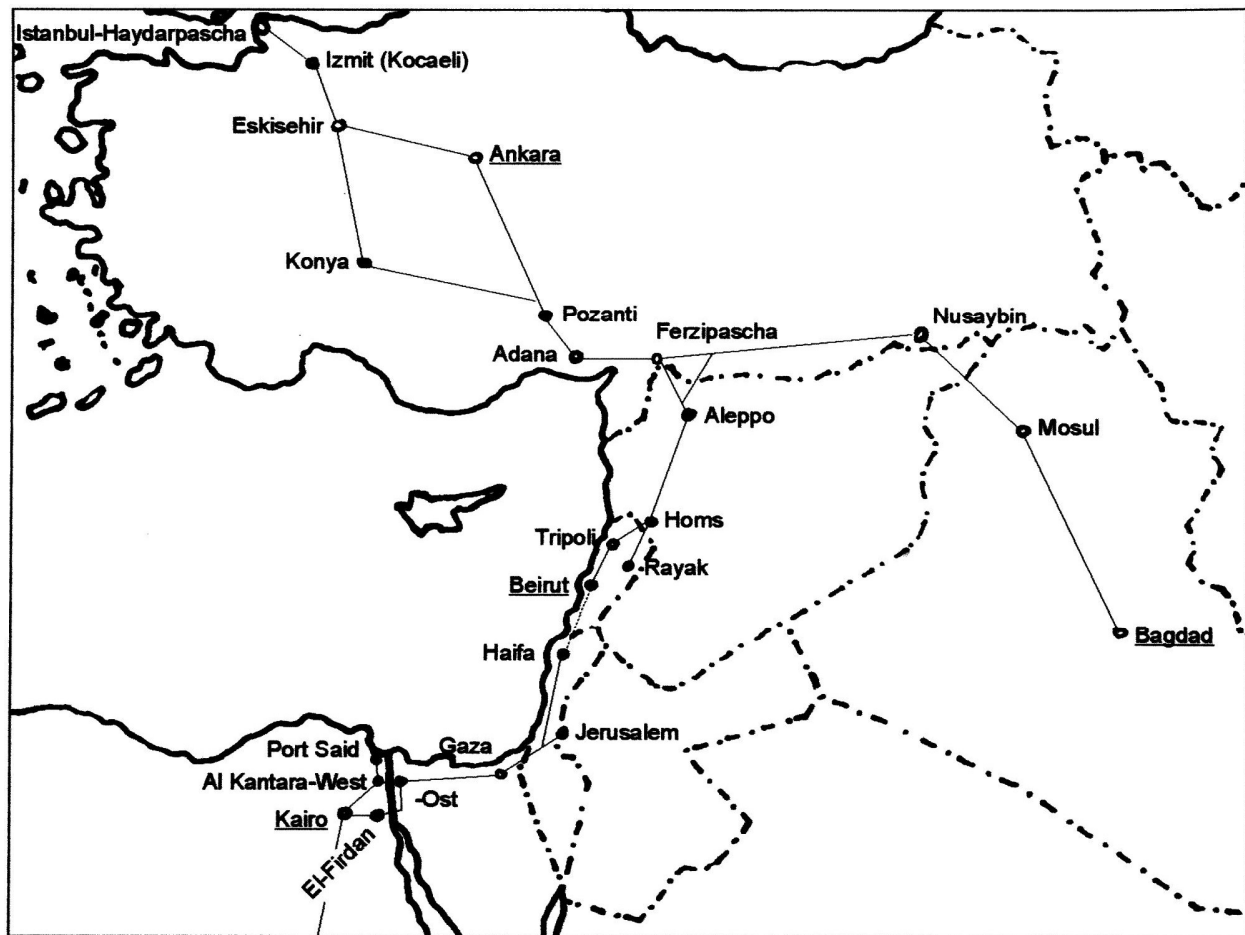 Istanbul-Haydarpascha
Izmit (Kocaeli)
Eskisehir
Ankara
Konya
Pozanti
Adana
Ferzipascha
Nusaybin
Aleppo
Mosul
Homs
Tripoli
Rayak
Beirut
Bagdad
Haifa
Jerusalem
Gaza
Port Said
Al Kantara-West
-Ost
Kairo
El-Firdan